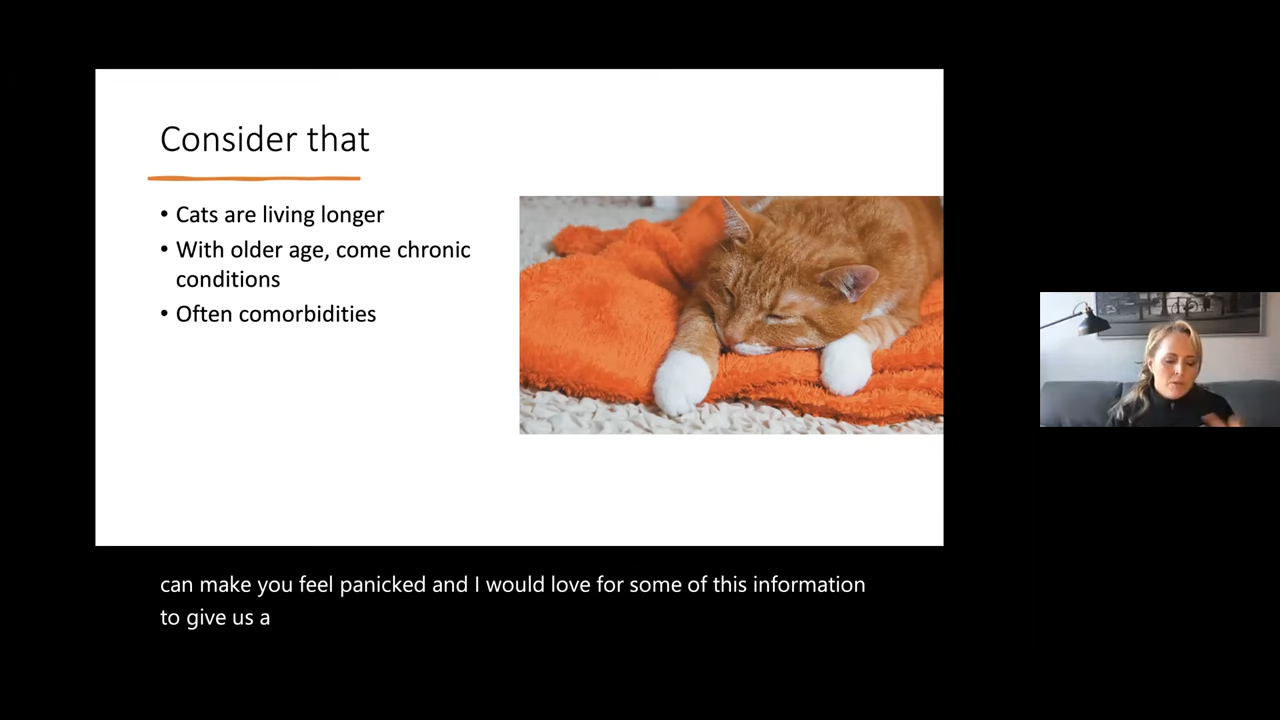 Consider that
• Cats are living longer
• With older age, come chronic
conditions
• Often comorbidities
can make you feel panicked and I would love for some of this information
to give us a